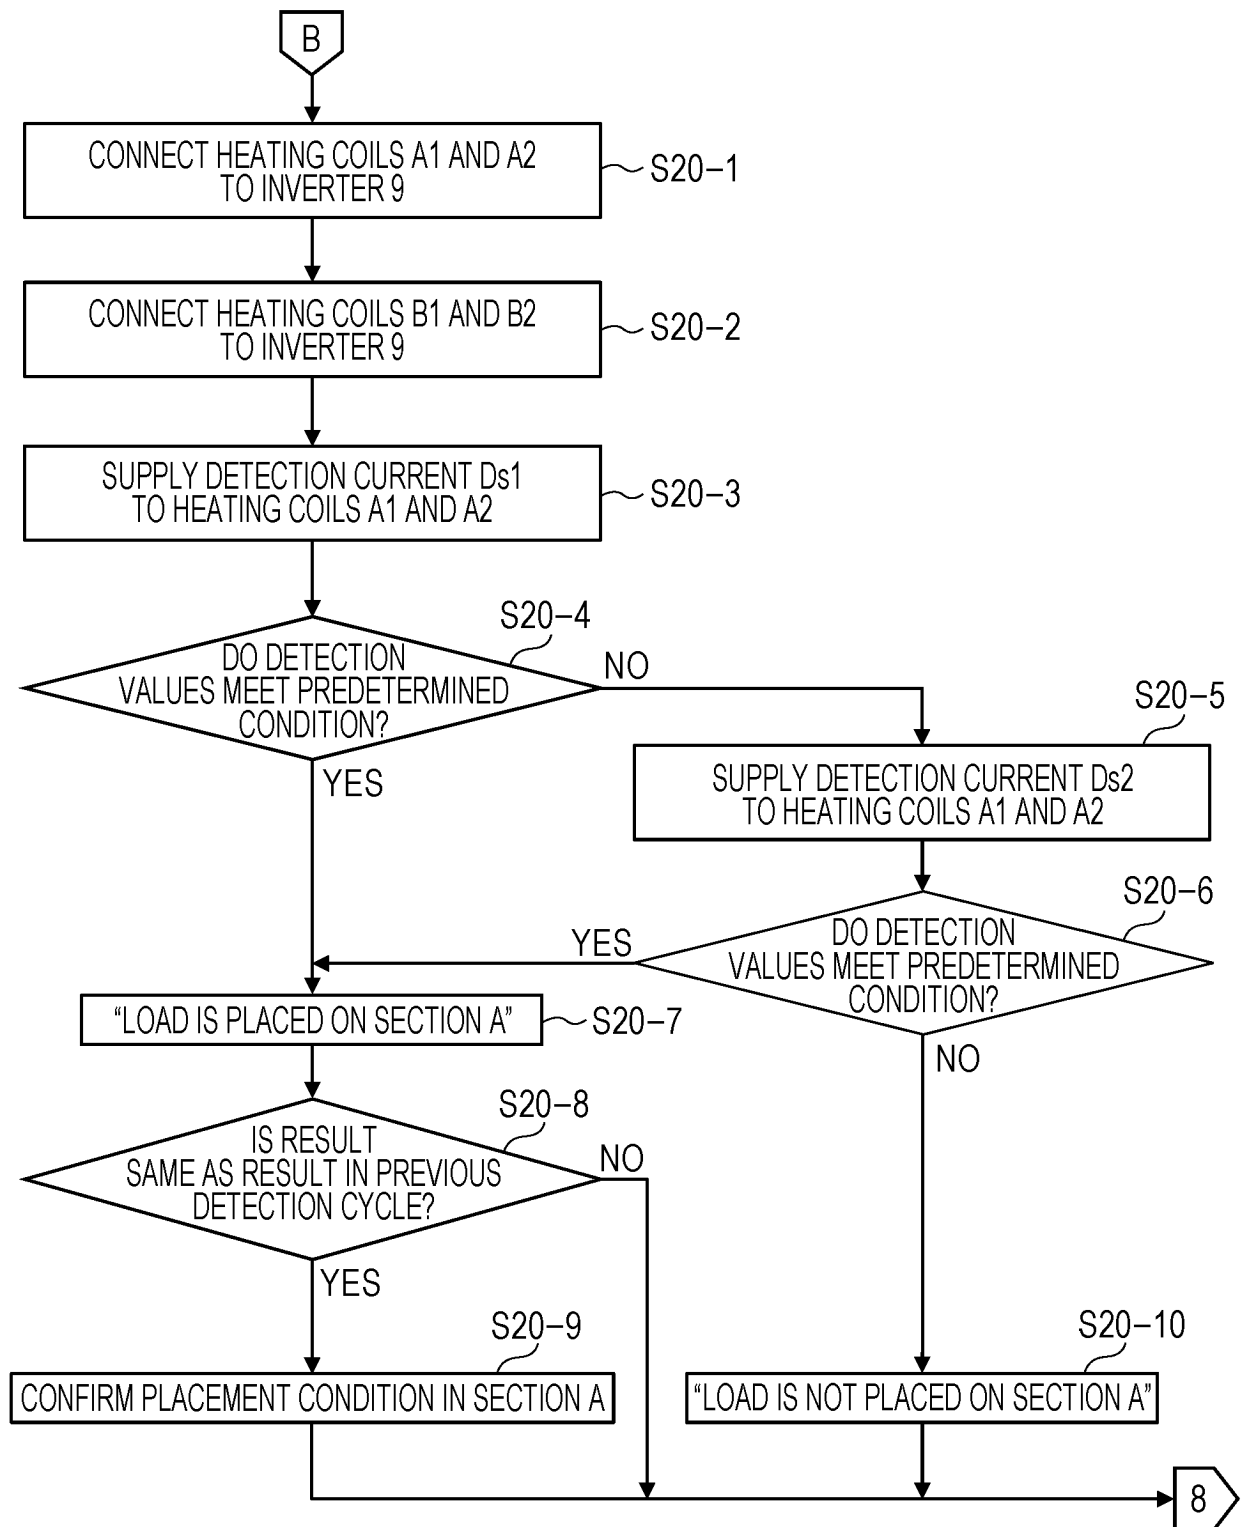 B
CONNECT HEATING COILS A1 AND A2
TO INVERTER 9
S20-1
CONNECT HEATING COILS B1 AND B2
TO INVERTER 9
S20-2
SUPPLY DETECTION CURRENT Ds1
TO HEATING COILS A1 AND A2
S20-3
S20-4
DO DETECTION
VALUES MEET PREDETERMINED
CONDITION?
NO
YES
S20-5
SUPPLY DETECTION CURRENT Ds2
TO HEATING COILS A1 AND A2
S20-6
DO DETECTION
VALUES MEET PREDETERMINED
CONDITION?
YES
NO
“LOAD IS PLACED ON SECTION A”
S20-7
S20-8
IS RESULT
SAME AS RESULT IN PREVIOUS
DETECTION CYCLE?
NO
YES
S20-9
CONFIRM PLACEMENT CONDITION IN SECTION A
S20-10
“LOAD IS NOT PLACED ON SECTION A”
8